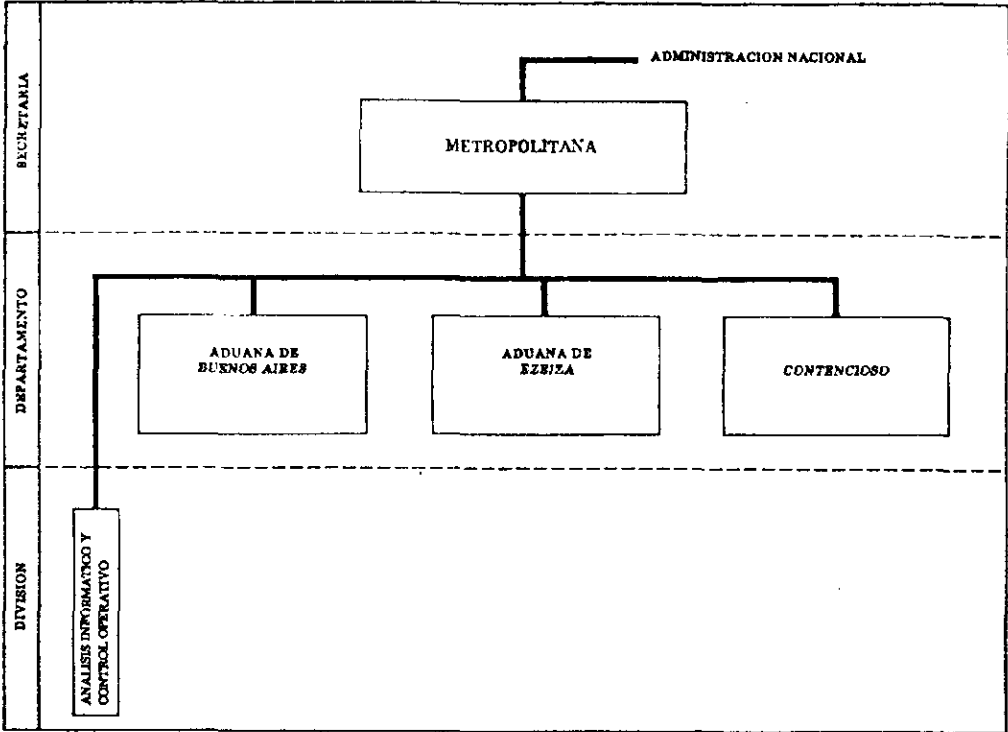 SECRETARIA
ADMINISTRACION NACIONAL
METROPOLITANA
DEPARTAMENTO
ADUANA DE
BUENOS AIRES
ADUANA DE
EZEIZA
CONTENCIOSO
DIVISION
ANALISIS INFORMATICO Y
CONTROL OPERATIVO